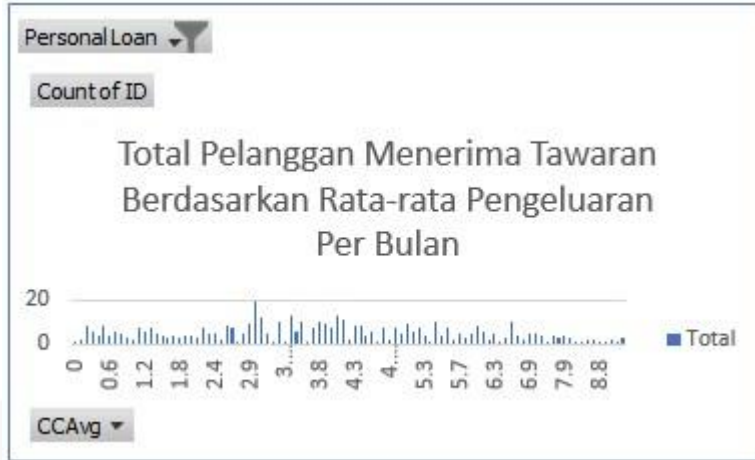 Personal Loan
Count of ID
Total Pelanggan Menerima Tawaran
Berdasarkan Rata-rata Pengeluaran
Per Bulan
20
0
Total
0 0.6 1.2 1.8 2.4 2.9 3.… 3.8 4.3 4.… 5.3 5.7 6.3 6.9 7.9 8.8
CCAvg